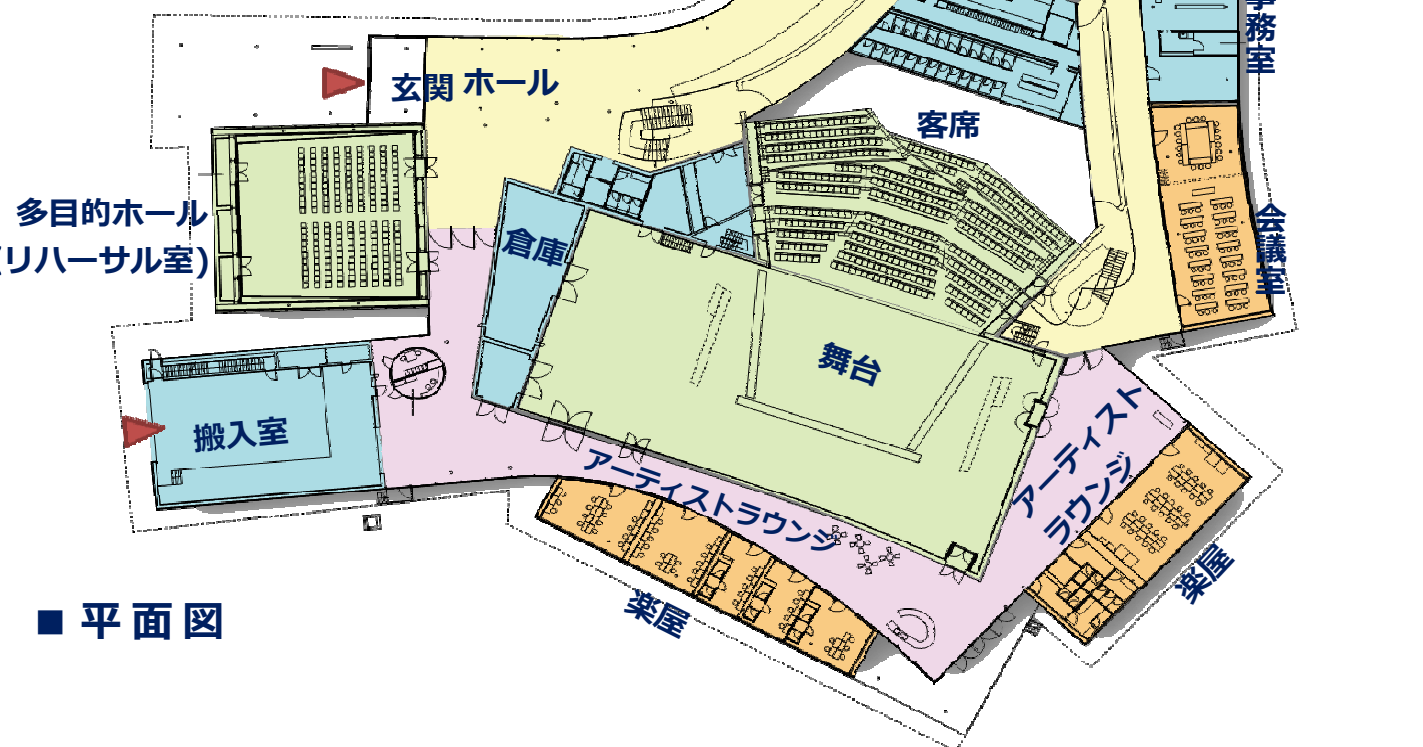 事務室
玄関 ホール
客席
多目的ホール
(リハーサル室)
倉庫
会議室
舞台
搬入室
アーティスト
ラウンジ
アーティストラウンジ
楽屋
楽屋
■ 平面図